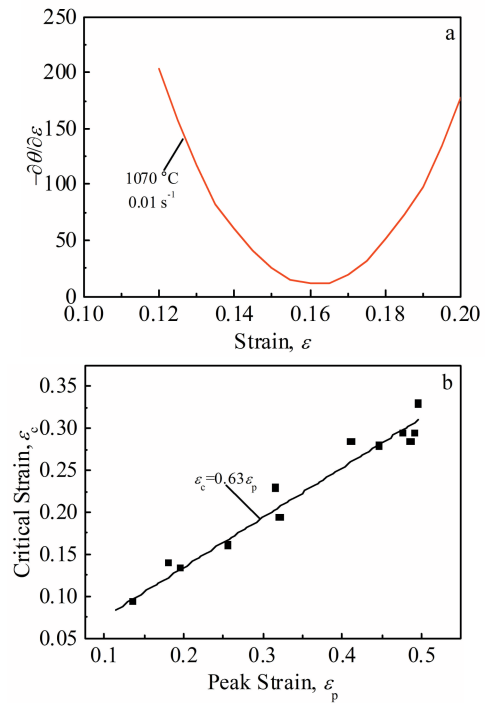 a
250
200
150
100
50
0
−∂θ/∂ε
1070 °C
0.01 s⁻¹
0.10 0.12 0.14 0.16 0.18 0.20
Strain, ε
b
0.35
0.30
0.25
0.20
0.15
0.10
0.05
Critical Strain, εc
εc=0.63εp
0.1 0.2 0.3 0.4 0.5
Peak Strain, εp